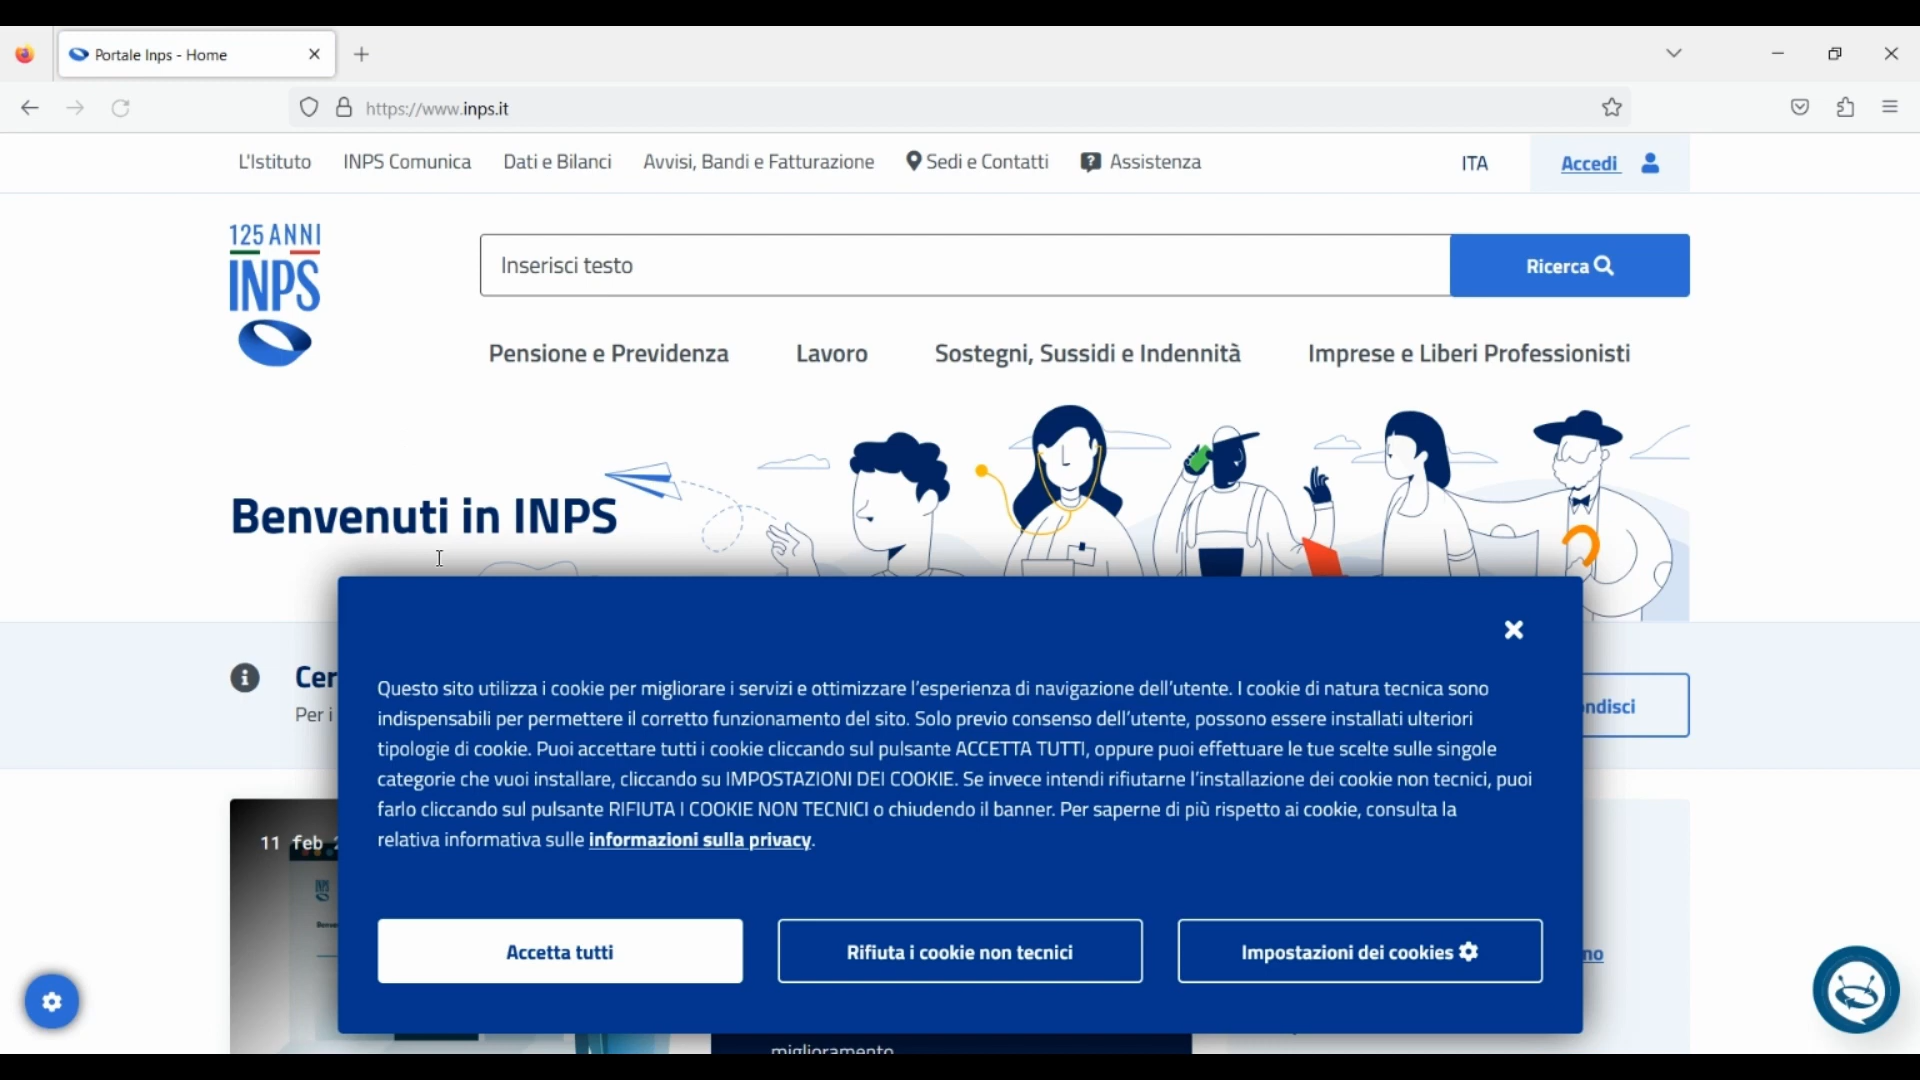 Portale Inps - Home
https://www.inps.it
L'Istituto INPS Comunica Dati e Bilanci Avvisi, Bandi e Fatturazione Sedi e Contatti Assistenza ITA Accedi
125 ANNI
INPS
Inserisci testo
Ricerca
Pensione e Previdenza Lavoro Sostegni, Sussidi e Indennità Imprese e Liberi Professionisti
Benvenuti in INPS
Cer
Per i
ndisci
Questo sito utilizza i cookie per migliorare i servizi e ottimizzare l'esperienza di navigazione dell'utente. I cookie di natura tecnica sono
indispensabili per permettere il corretto funzionamento del sito. Solo previo consenso dell'utente, possono essere installati ulteriori
tipologie di cookie. Puoi accettare tutti i cookie cliccando sul pulsante ACCETTA TUTTI, oppure puoi effettuare le tue scelte sulle singole
categorie che vuoi installare, cliccando su IMPOSTAZIONI DEI COOKIE. Se invece intendi rifiutarne l'installazione dei cookie non tecnici, puoi
farlo cliccando sul pulsante RIFIUTA I COOKIE NON TECNICI o chiudendo il banner. Per saperne di più rispetto ai cookie, consulta la
relativa informativa sulle informazioni sulla privacy.
11 feb
Accetta tutti
Rifiuta i cookie non tecnici
Impostazioni dei cookies
no
miglioramento